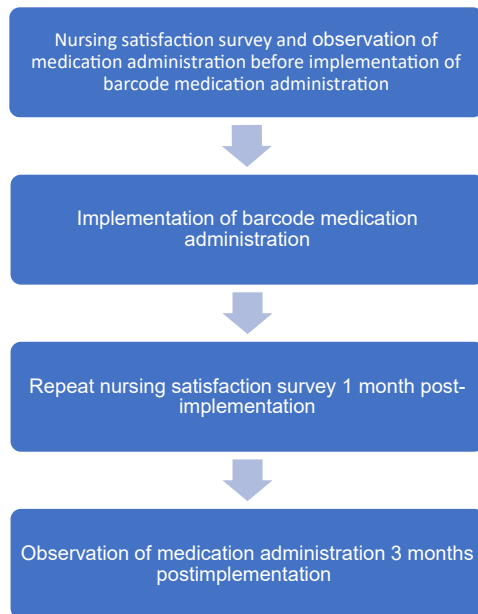 Nursing satisfaction survey and observation of
medication administration before implementation of
barcode medication administration
Implementation of barcode medication
administration
Repeat nursing satisfaction survey 1 month post-
implementation
Observation of medication administration 3 months
postimplementation